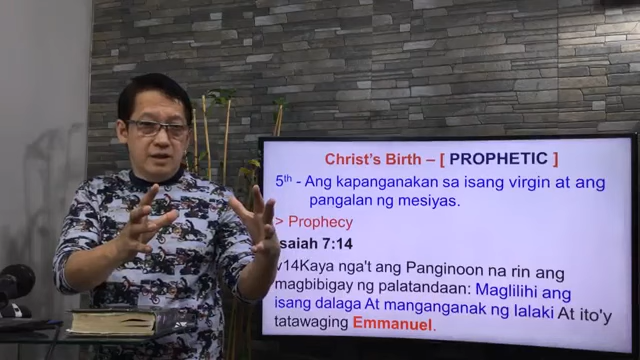 Christ's Birth – [ PROPHETIC ]
5th - Ang kapanganakan sa isang virgin at ang
pangalan ng mesiyas.
> Prophecy
saiah 7:14
v14Kaya nga't ang Panginoon na rin ang
magbibigay ng palatandaan: Maglilihi ang
isang dalaga At manganganak ng lalaki At ito'y
tatawaging Emmanuel.